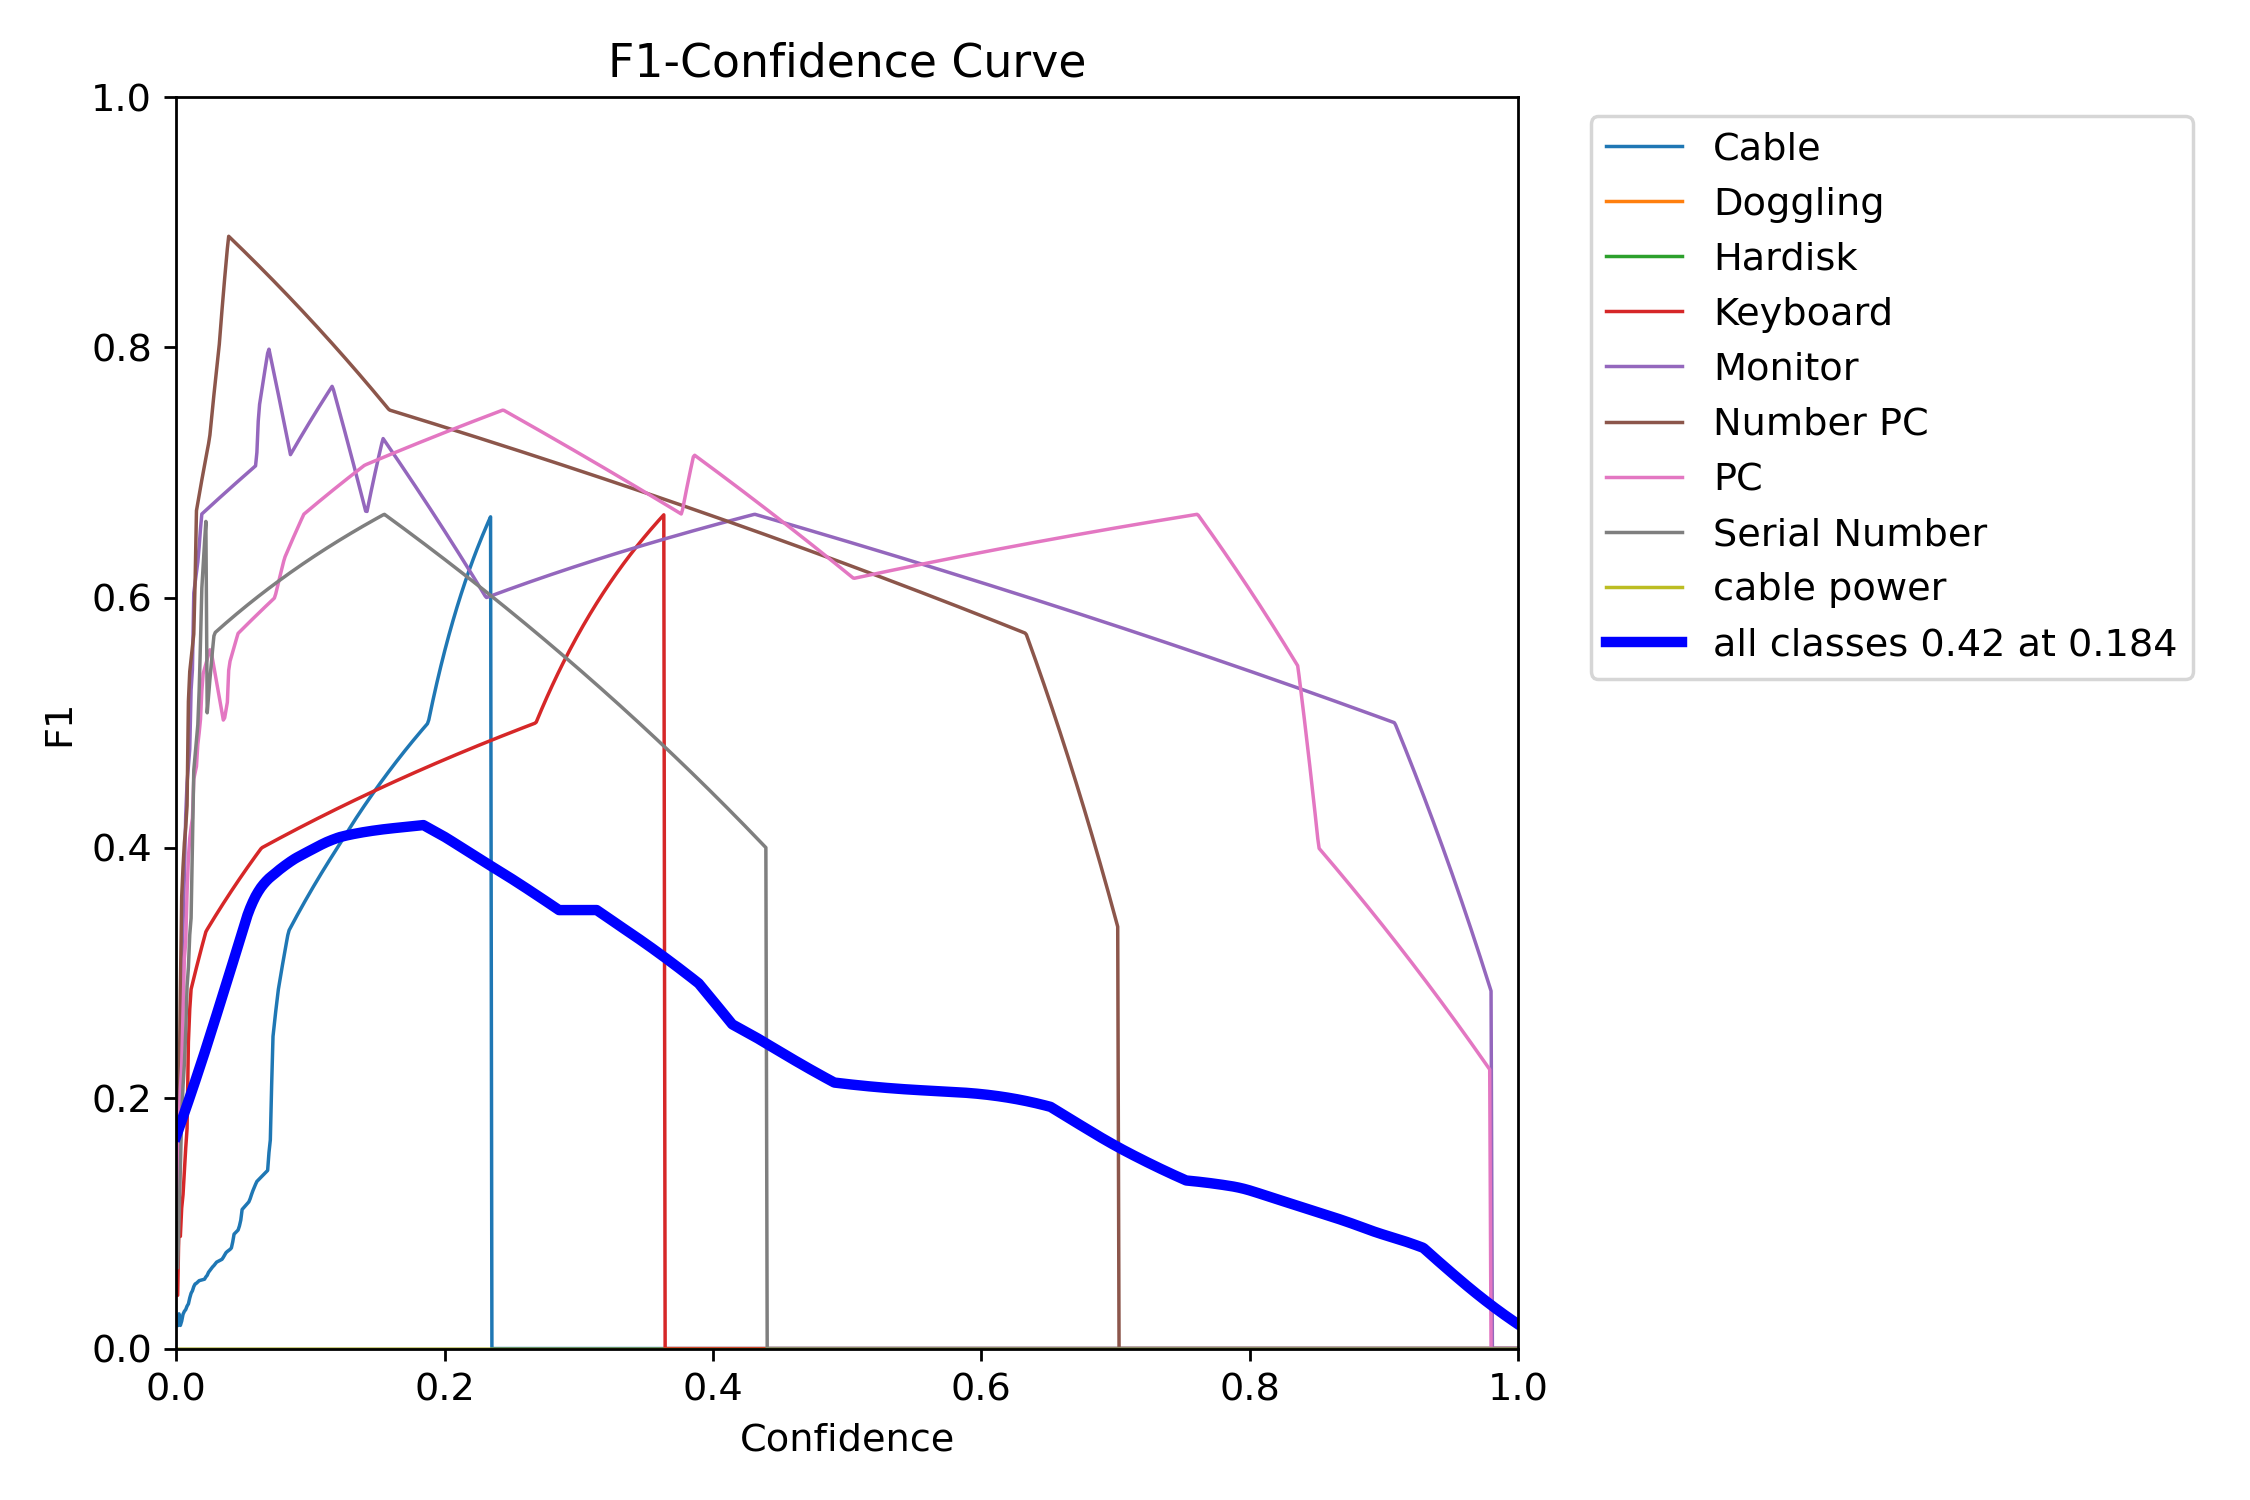 F1-Confidence Curve
1.0
0.8
0.6
0.4
0.2
0.0
F1
0.0 0.2 0.4 0.6 0.8 1.0
Confidence
Cable
Doggling
Hardisk
Keyboard
Monitor
Number PC
PC
Serial Number
cable power
all classes 0.42 at 0.184